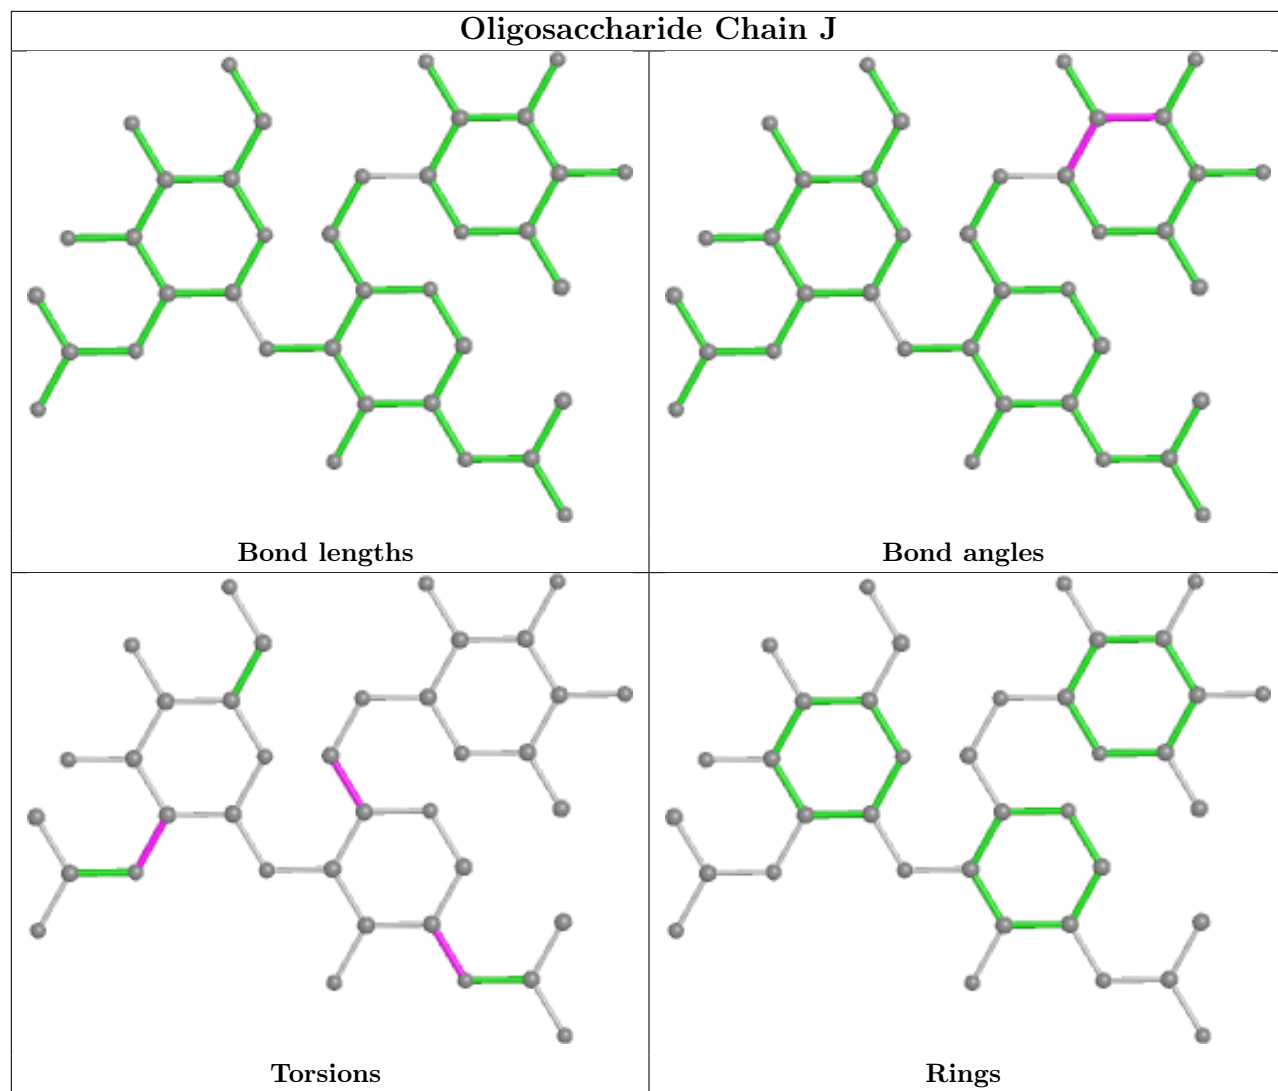 Oligosaccharide Chain J
Bond lengths
Bond angles
Torsions
Rings